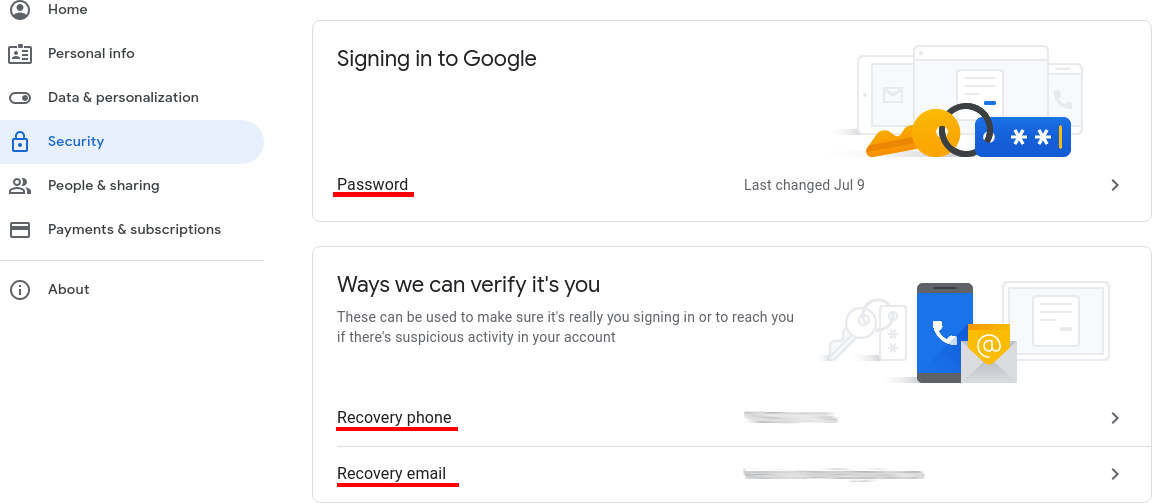 Home
Personal info
Data & personalization
Security
People & sharing
Payments & subscriptions
About
Signing in to Google
Password
Last changed Jul 9
Ways we can verify it's you
These can be used to make sure it's really you signing in or to reach you
if there's suspicious activity in your account
Recovery phone
Recovery email